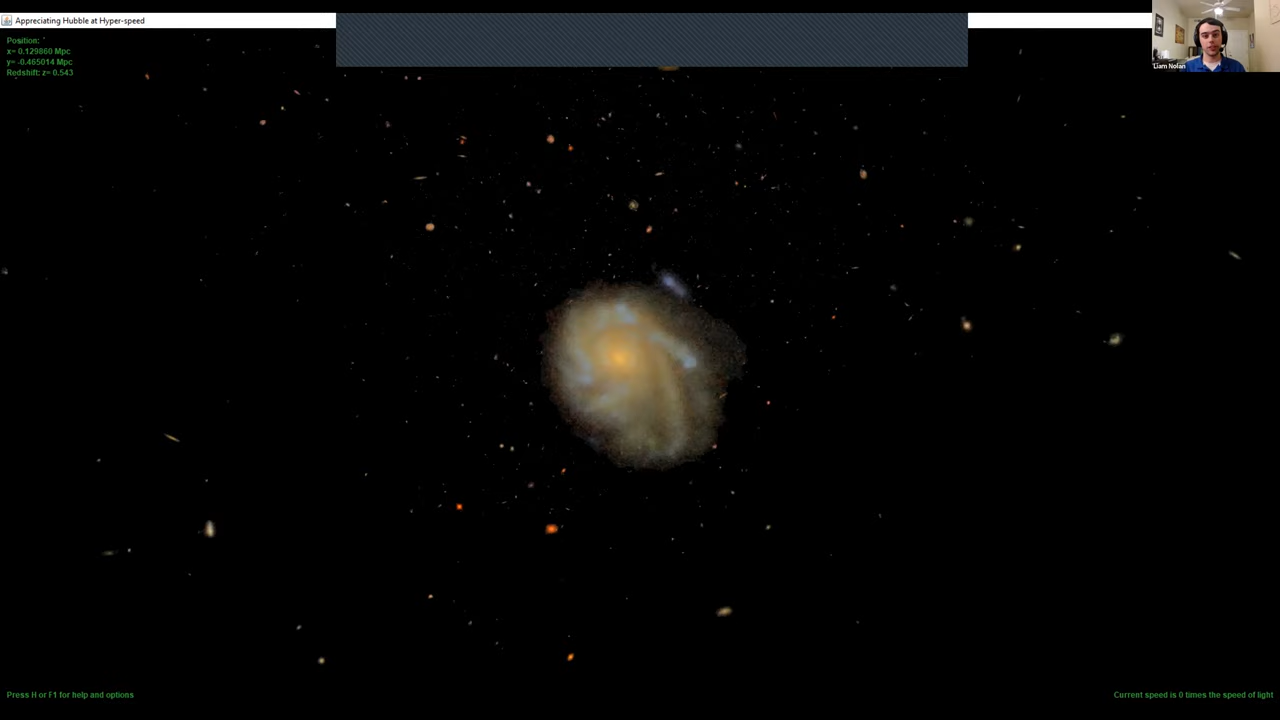 Appreciating Hubble at Hyper-speed
Position:
x= 0.129860 Mpc
y= -0.465014 Mpc
Redshift: z= 0.543
Liam Nolan
Press H or F1 for help and options
Current speed is 0 times the speed of light